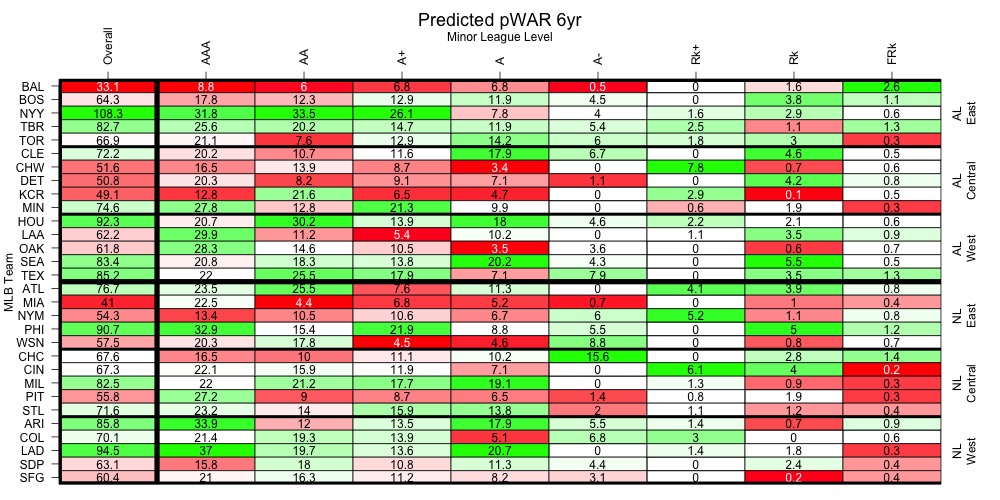 Predicted pWAR 6yr
Minor League Level
Overall AAA AA A+ A A- Rk+ Rk FRk
MLB Team
BAL 33.1 8.8 6 6.8 6.8 0.5 0 1.6 2.6
BOS 64.3 17.8 12.3 12.9 11.9 4.5 0 3.8 1.1
NYY 108.3 31.8 33.5 26.1 7.8 4 1.6 2.9 0.6
TBR 82.7 25.6 20.2 14.7 11.9 5.4 2.5 1.1 1.3
TOR 66.9 21.1 7.6 12.9 14.2 6 1.8 3 0.3
AL East
CLE 72.2 20.2 10.7 11.6 17.9 6.7 0 4.6 0.5
CHW 51.6 16.5 13.9 8.7 3.4 0 7.8 0.7 0.6
DET 50.8 20.3 8.2 9.1 7.1 1.1 0 4.2 0.8
KCR 49.1 12.8 21.6 6.5 4.7 0 2.9 0.1 0.5
MIN 74.6 27.8 12.8 21.3 9.9 0 0.6 1.9 0.3
AL Central
HOU 92.3 20.7 30.2 13.9 18 4.6 2.2 2.1 0.6
LAA 62.2 29.9 11.2 5.4 10.2 0 1.1 3.5 0.9
OAK 61.8 28.3 14.6 10.5 3.5 3.6 0 0.6 0.7
SEA 83.4 20.8 18.3 13.8 20.2 4.3 0 5.5 0.5
TEX 85.2 22 25.5 17.9 7.1 7.9 0 3.5 1.3
AL West
ATL 76.7 23.5 25.5 7.6 11.3 0 4.1 3.9 0.8
MIA 41 22.5 4.4 6.8 5.2 0.7 0 1 0.4
NYM 54.3 13.4 10.5 10.6 6.7 6 5.2 1.1 0.8
PHI 90.7 32.9 15.4 21.9 8.8 5.5 0 5 1.2
WSN 57.5 20.3 17.8 4.5 4.6 8.8 0 0.8 0.7
NL East
CHC 67.6 16.5 10 11.1 10.2 15.6 0 2.8 1.4
CIN 67.3 22.1 15.9 11.9 7.1 0 6.1 4 0.2
MIL 82.5 22 21.2 17.7 19.1 0 1.3 0.9 0.3
PIT 55.8 27.2 9 8.7 6.5 1.4 0.8 1.9 0.3
STL 71.6 23.2 14 15.9 13.8 2 1.1 1.2 0.4
NL Central
ARI 85.8 33.9 12 13.5 17.9 5.5 1.4 0.7 0.9
COL 70.1 21.4 19.3 13.9 5.1 6.8 3 0 0.6
LAD 94.5 37 19.7 13.6 20.7 0 1.4 1.8 0.3
SDP 63.1 15.8 18 10.8 11.3 4.4 0 2.4 0.4
SFG 60.4 21 16.3 11.2 8.2 3.1 0 0.2 0.4
NL West